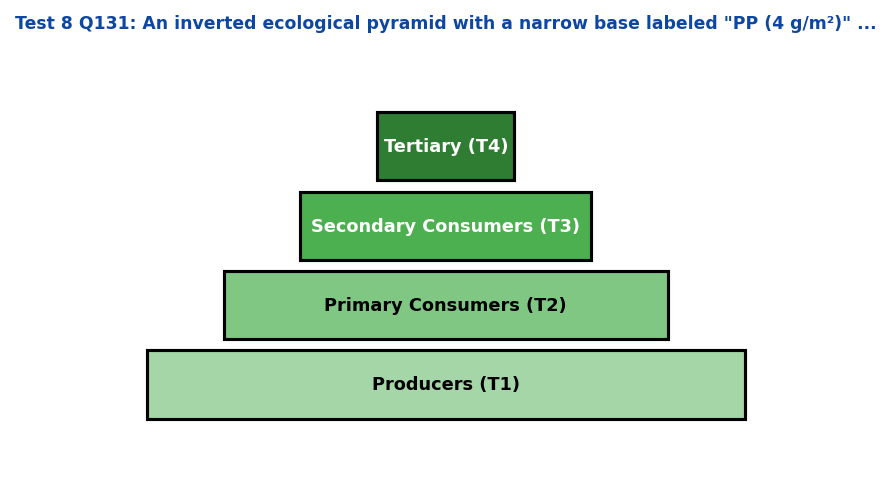 Test 8 Q131: An inverted ecological pyramid with a narrow base labeled "PP (4 g/m²)" ...
Tertiary (T4)
Secondary Consumers (T3)
Primary Consumers (T2)
Producers (T1)